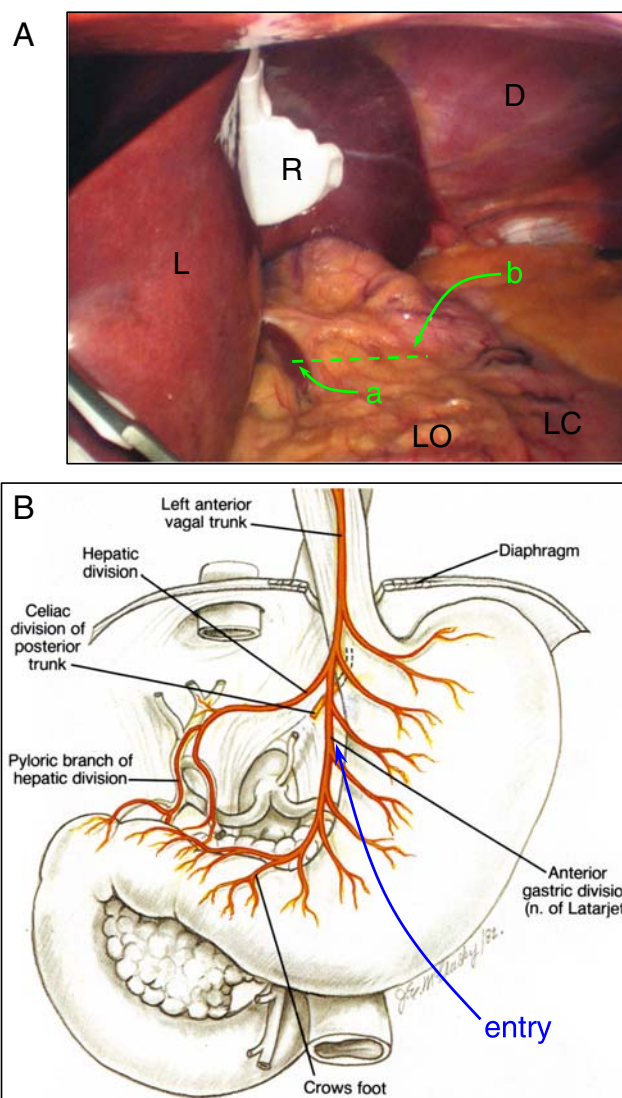 A
D
R
L
b
a
LO
LC
B
Left anterior
vagal trunk
Hepatic
division
Diaphragm
Celiac
division of
posterior
trunk
Pyloric branch of
hepatic division
Anterior
gastric division
(n. of Latarjet
entry
Crows foot